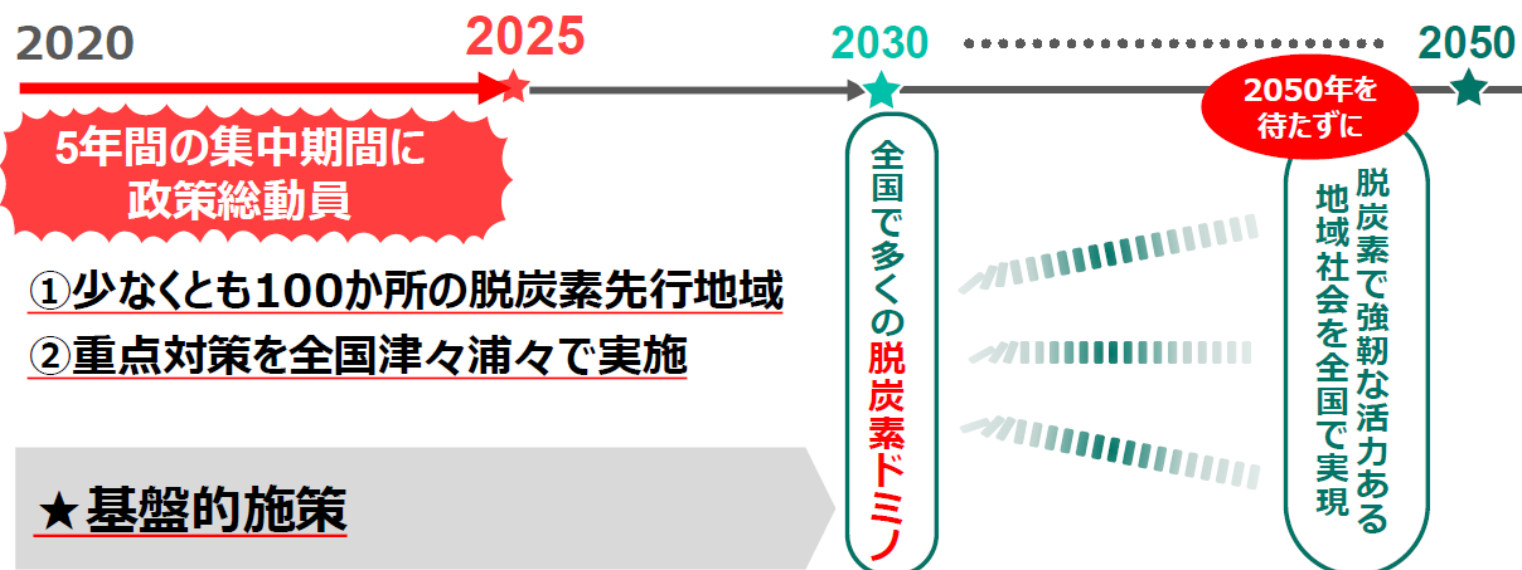 2020
2025
2030
2050
5年間の集中期間に
政策総動員
①少なくとも100か所の脱炭素先行地域
②重点対策を全国津々浦々で実施
★基盤的施策
全国で多くの脱炭素ドミノ
2050年を
待たずに
脱炭素で強靭な活力ある
地域社会を全国で実現